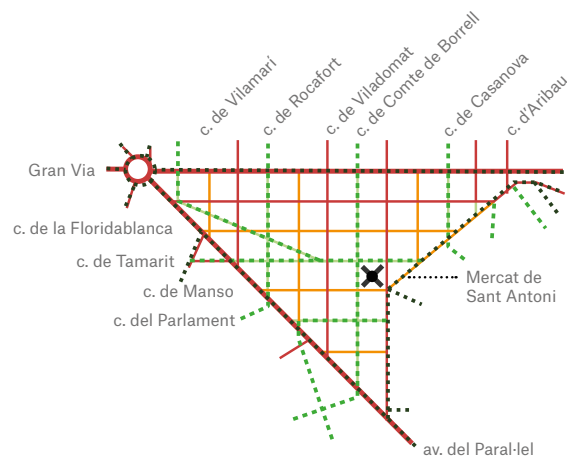 c. de Vilamarí
c. de Rocafort
c. de Viladomat
c. de Comte de Borrell
c. de Casanova
c. d'Aribau
Gran Via
c. de la Floridablanca
c. de Tamarit
c. de Manso
c. del Parlament
Mercat de
Sant Antoni
av. del Paral·lel